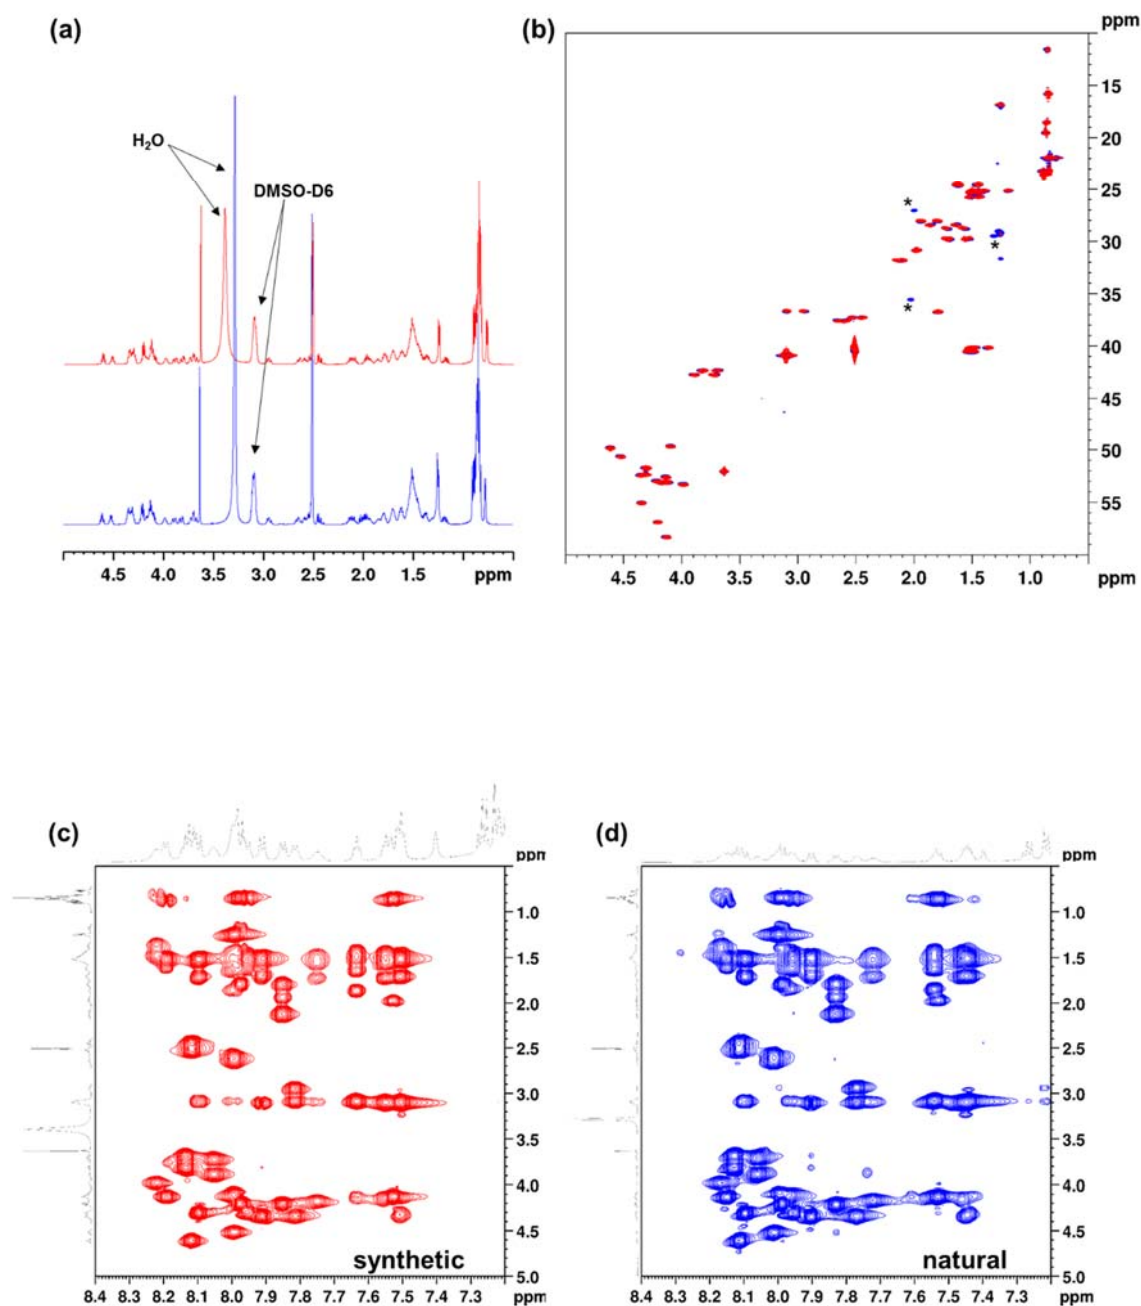 (a)
H2O
DMSO-D6
4.5 4.0 3.5 3.0 2.5 2.0 1.5 ppm
(b)
ppm
15
20
25
30
35
40
45
50
55
* 
*
*
4.5 4.0 3.5 3.0 2.5 2.0 1.5 1.0 ppm
(c)
ppm
1.0
1.5
2.0
2.5
3.0
3.5
4.0
4.5
5.0
synthetic
8.4 8.3 8.2 8.1 8.0 7.9 7.8 7.7 7.6 7.5 7.4 7.3 ppm
(d)
ppm
1.0
1.5
2.0
2.5
3.0
3.5
4.0
4.5
5.0
natural
8.4 8.3 8.2 8.1 8.0 7.9 7.8 7.7 7.6 7.5 7.4 7.3 ppm